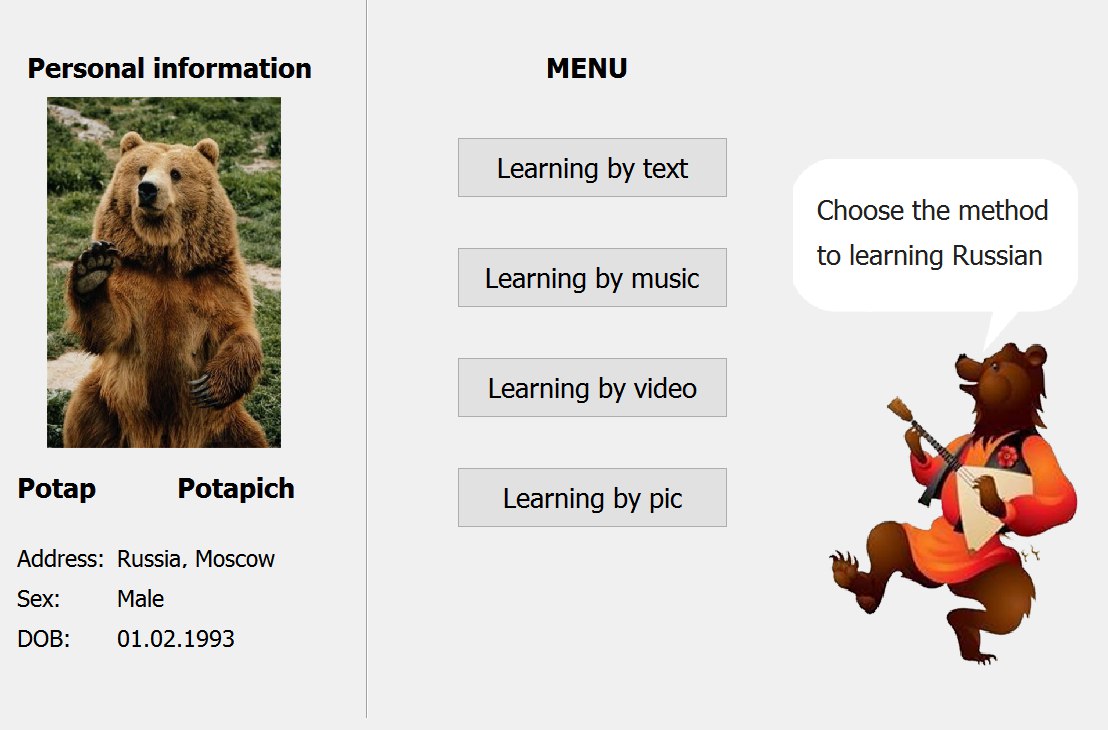 Personal information
Potap Potapich
Address: Russia, Moscow
Sex: Male
DOB: 01.02.1993
MENU
Learning by text
Learning by music
Learning by video
Learning by pic
Choose the method
to learning Russian